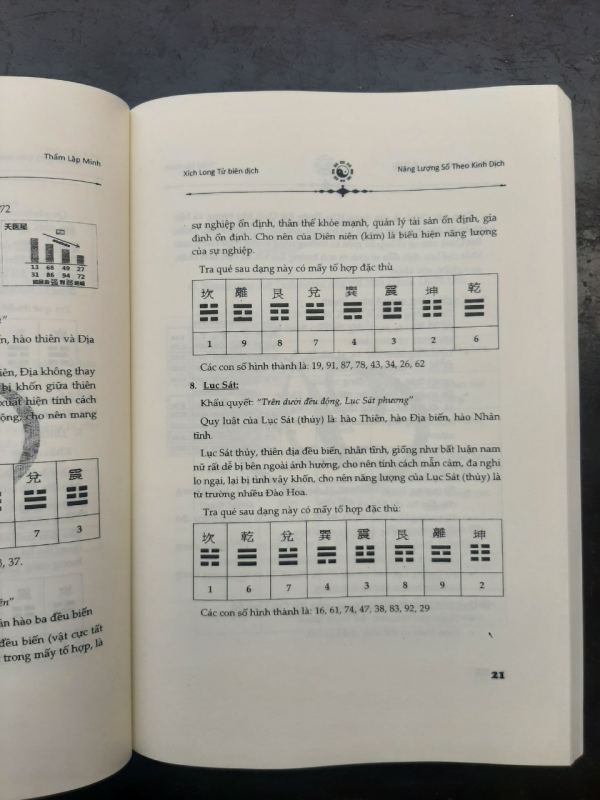 Thẩm Lập Minh
72
天医星
13 68 49 27
31 86 94 72
n, hào thiên và Địa
iên, Địa không thay
bị khốn giữa thiên
xuất hiện tính cách
động, cho nên mang
兌 震
7 3
3, 37.
ên"
ân hào ba đều biến
đều biến (vật cực tất
trong mấy tổ hợp, là
Xích Long Tử biên dịch
Năng Lượng Số Theo Kinh Dịch
sự nghiệp ổn định, thân thể khỏe mạnh, quản lý tài sản ổn định, gia
đình ổn định. Cho nên của Diên niên (kim) là biểu hiện năng lượng
của sự nghiệp.
Tra quẻ sau dạng này có mấy tổ hợp đặc thù
坎 離 艮 兌 巽 震 坤 乾
☵ ☲ ☶ ☱ ☴ ☳ ☷ ☰
1 9 8 7 4 3 2 6
Các con số hình thành là: 19, 91, 87, 78, 43, 34, 26, 62
8. Lục Sát:
Khẩu quyết: "Trên dưới đều động, Lục Sát phương"
Quy luật của Lục Sát (thủy) là: hào Thiên, hào Địa biến, hào Nhân
tĩnh.
Lục Sát thủy, thiên địa đều biến, nhân tĩnh, giống như bất luận nam
nữ rất dễ bị bên ngoài ảnh hưởng, cho nên tính cách mẫn cảm, đa nghi
lo ngại, lại bị tình vây khốn, cho nên năng lượng của Lục Sát (thủy) là
từ trường nhiều Đào Hoa.
Tra quẻ sau dạng này có mấy tổ hợp đặc thù:
坎 乾 兌 巽 震 艮 離 坤
☵ ☰ ☱ ☴ ☳ ☶ ☲ ☷
1 6 7 4 3 8 9 2
Các con số hình thành là: 16, 61, 74, 47, 38, 83, 92, 29
21